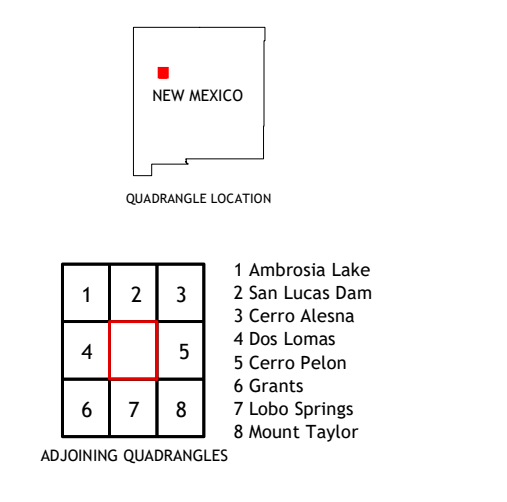 NEW MEXICO
QUADRANGLE LOCATION
1 2 3
4 5
6 7 8
ADJOINING QUADRANGLES
1 Ambrosia Lake
2 San Lucas Dam
3 Cerro Alesna
4 Dos Lomas
5 Cerro Pelon
6 Grants
7 Lobo Springs
8 Mount Taylor